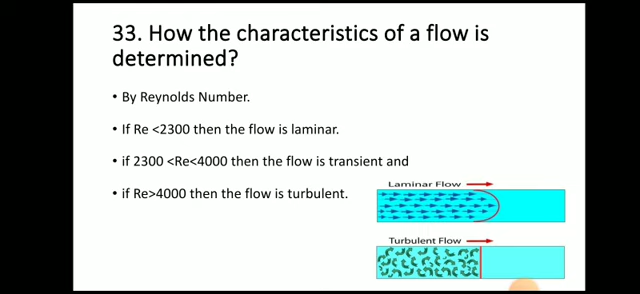 33. How the characteristics of a flow is
determined?
• By Reynolds Number.
• If Re <2300 then the flow is laminar.
• if 2300 <Re<4000 then the flow is transient and
• if Re>4000 then the flow is turbulent.
Laminar Flow
Turbulent Flow